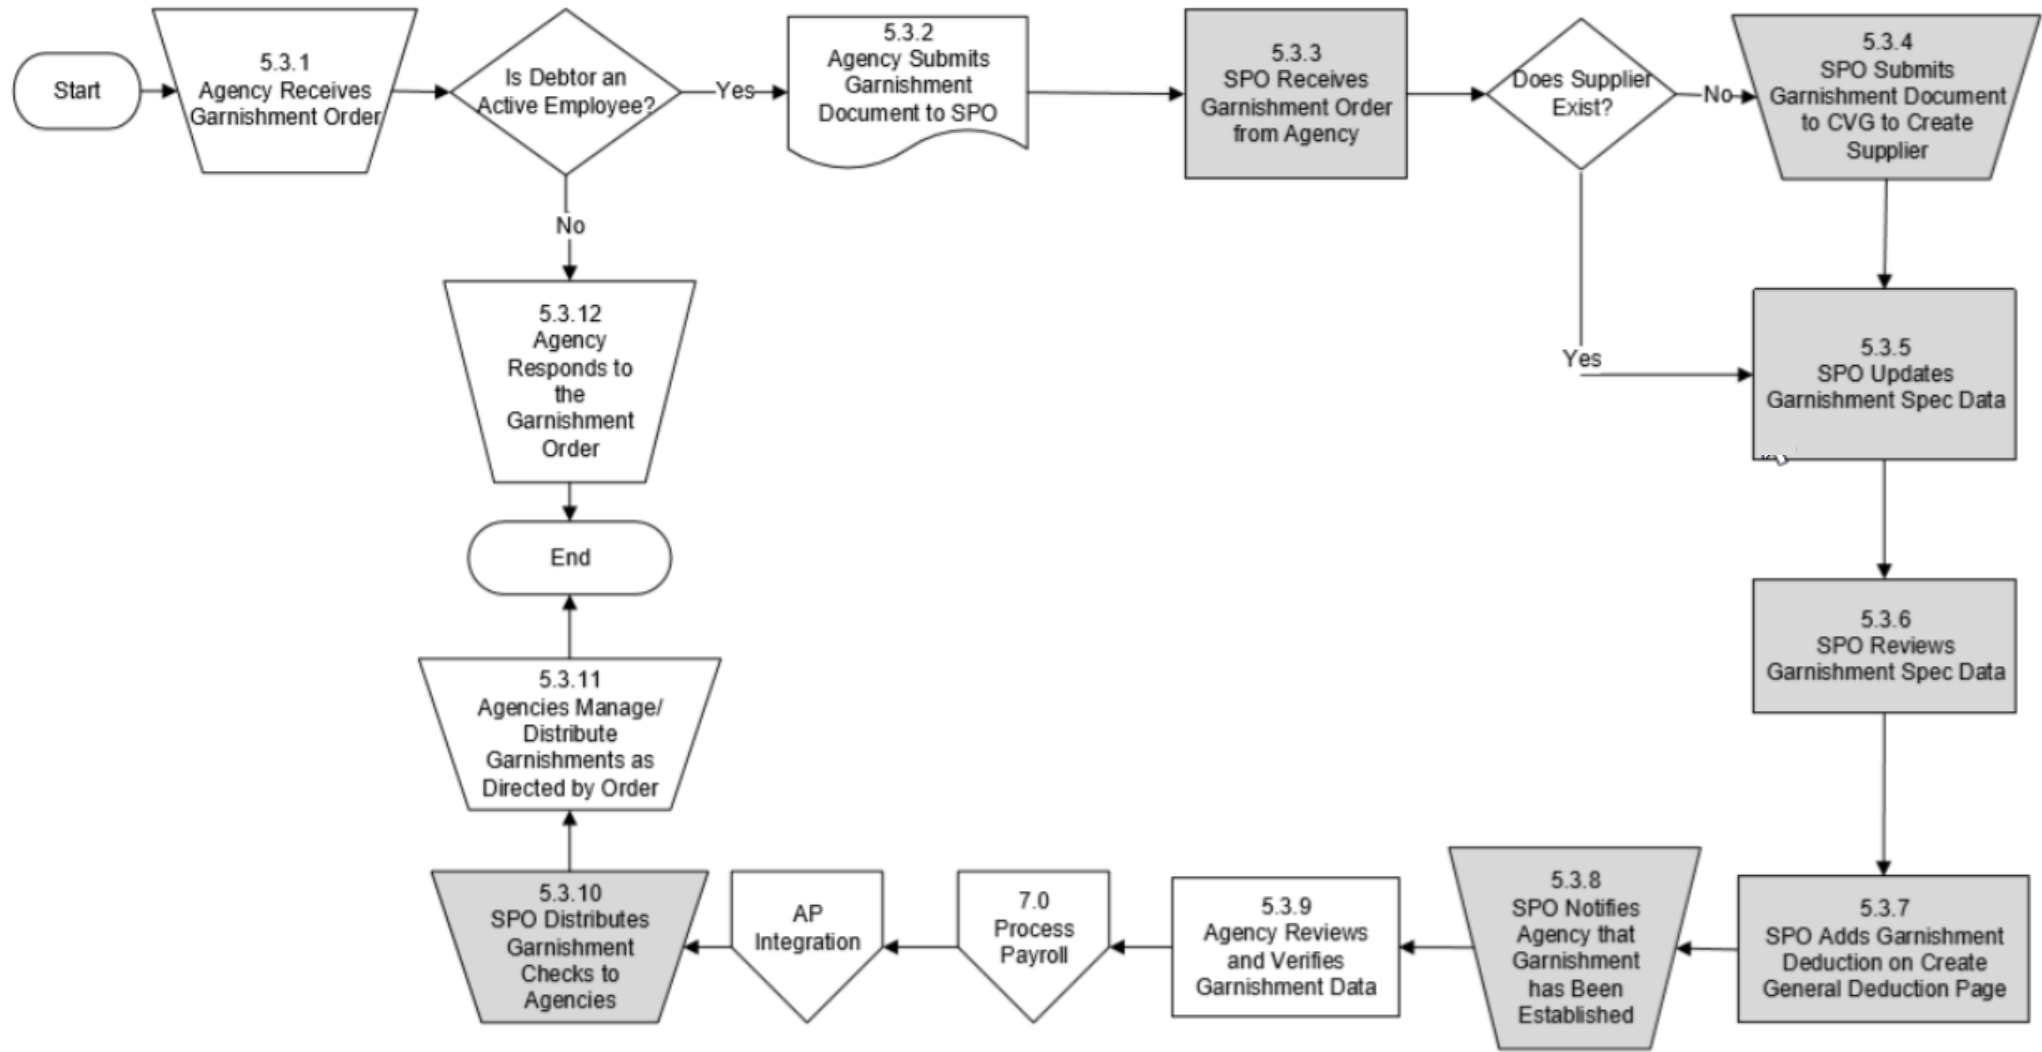 Start
5.3.1
Agency Receives
Garnishment Order
Is Debtor an
Active Employee?
Yes
5.3.2
Agency Submits
Garnishment
Document to SPO
5.3.3
SPO Receives
Garnishment Order
from Agency
Does Supplier
Exist?
No
5.3.4
SPO Submits
Garnishment Document
to CVG to Create
Supplier
No
Yes
5.3.12
Agency
Responds to
the
Garnishment
Order
5.3.5
SPO Updates
Garnishment Spec Data
End
5.3.6
SPO Reviews
Garnishment Spec Data
5.3.11
Agencies Manage/
Distribute
Garnishments as
Directed by Order
5.3.10
SPO Distributes
Garnishment
Checks to
Agencies
AP
Integration
7.0
Process
Payroll
5.3.9
Agency Reviews
and Verifies
Garnishment Data
5.3.8
SPO Notifies
Agency that
Garnishment
has Been
Established
5.3.7
SPO Adds Garnishment
Deduction on Create
General Deduction Page